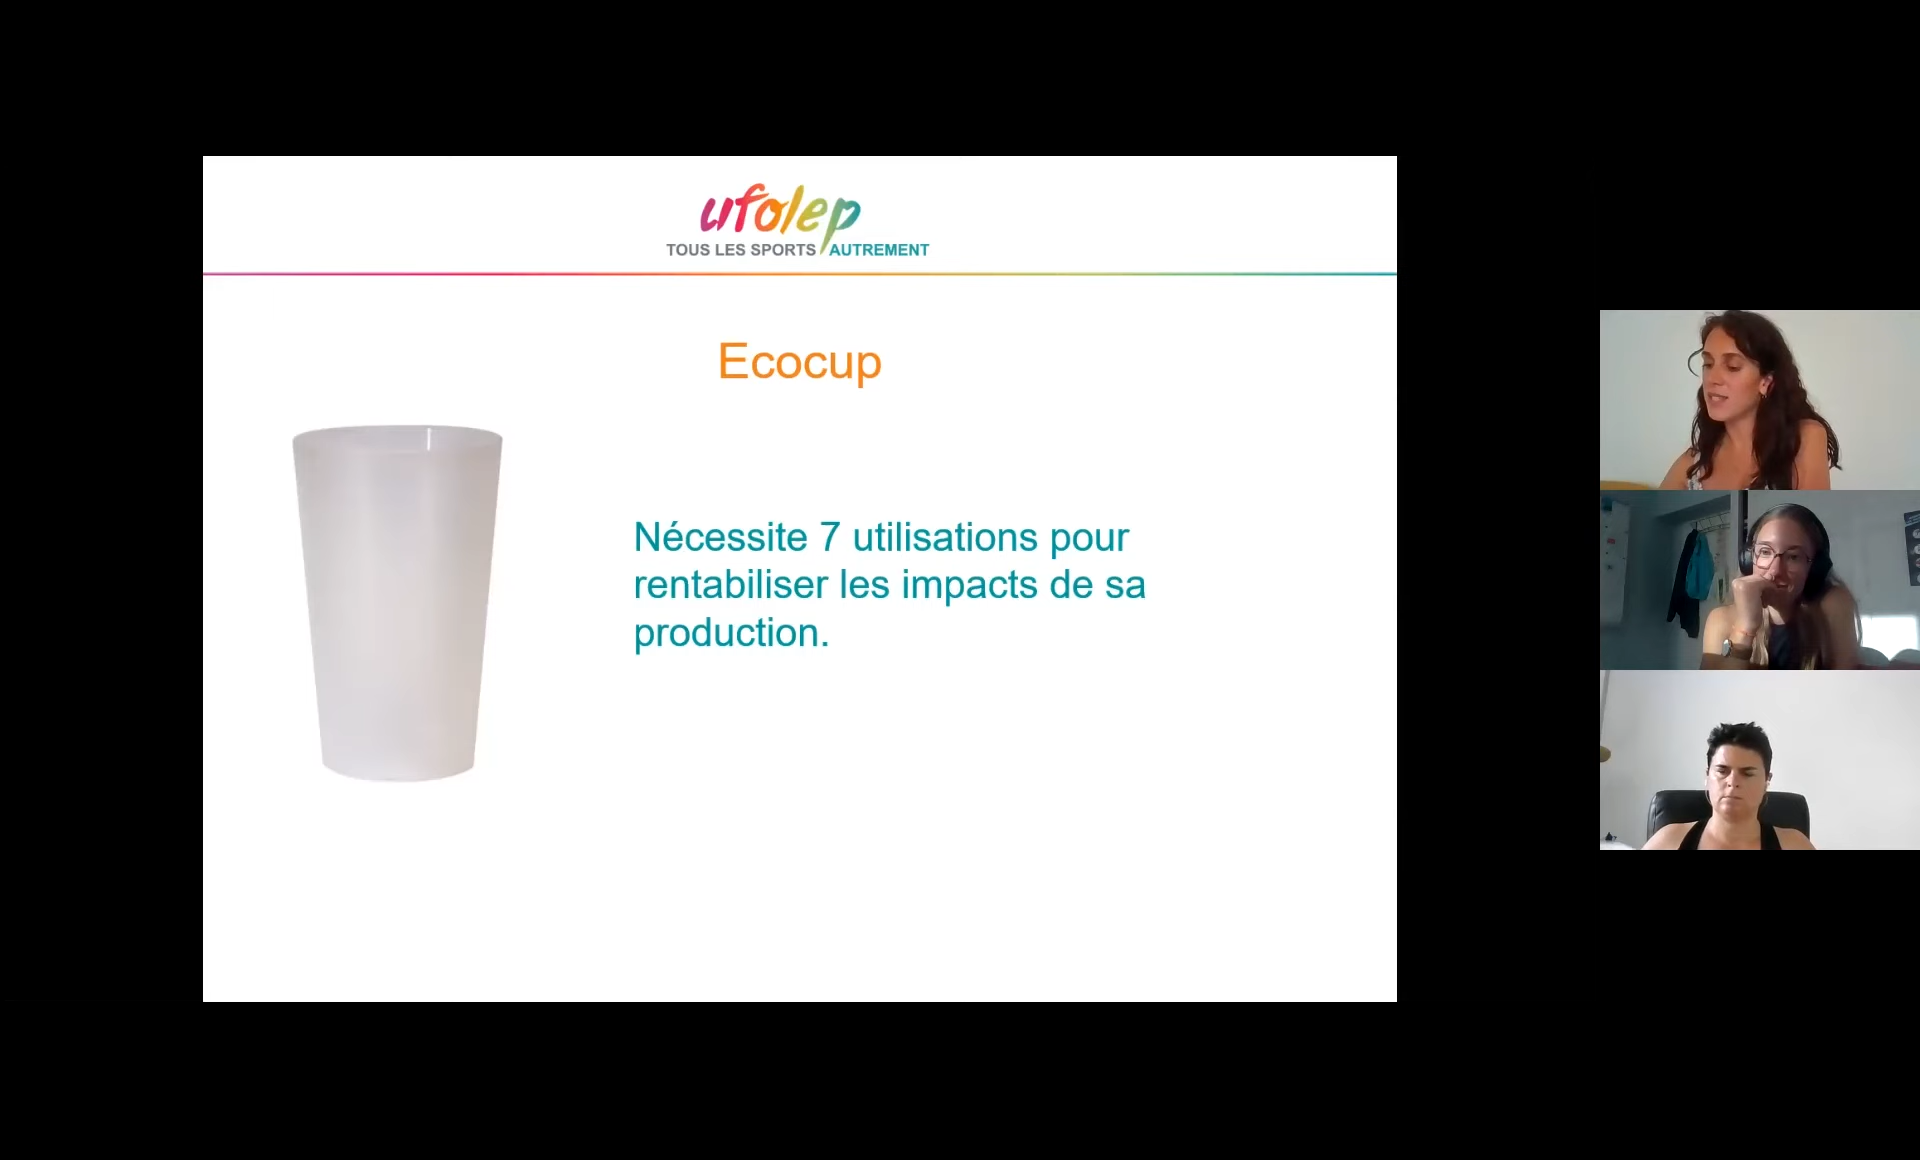 ufolep
TOUS LES SPORTS AUTREMENT
Ecocup
Nécessite 7 utilisations pour
rentabiliser les impacts de sa
production.